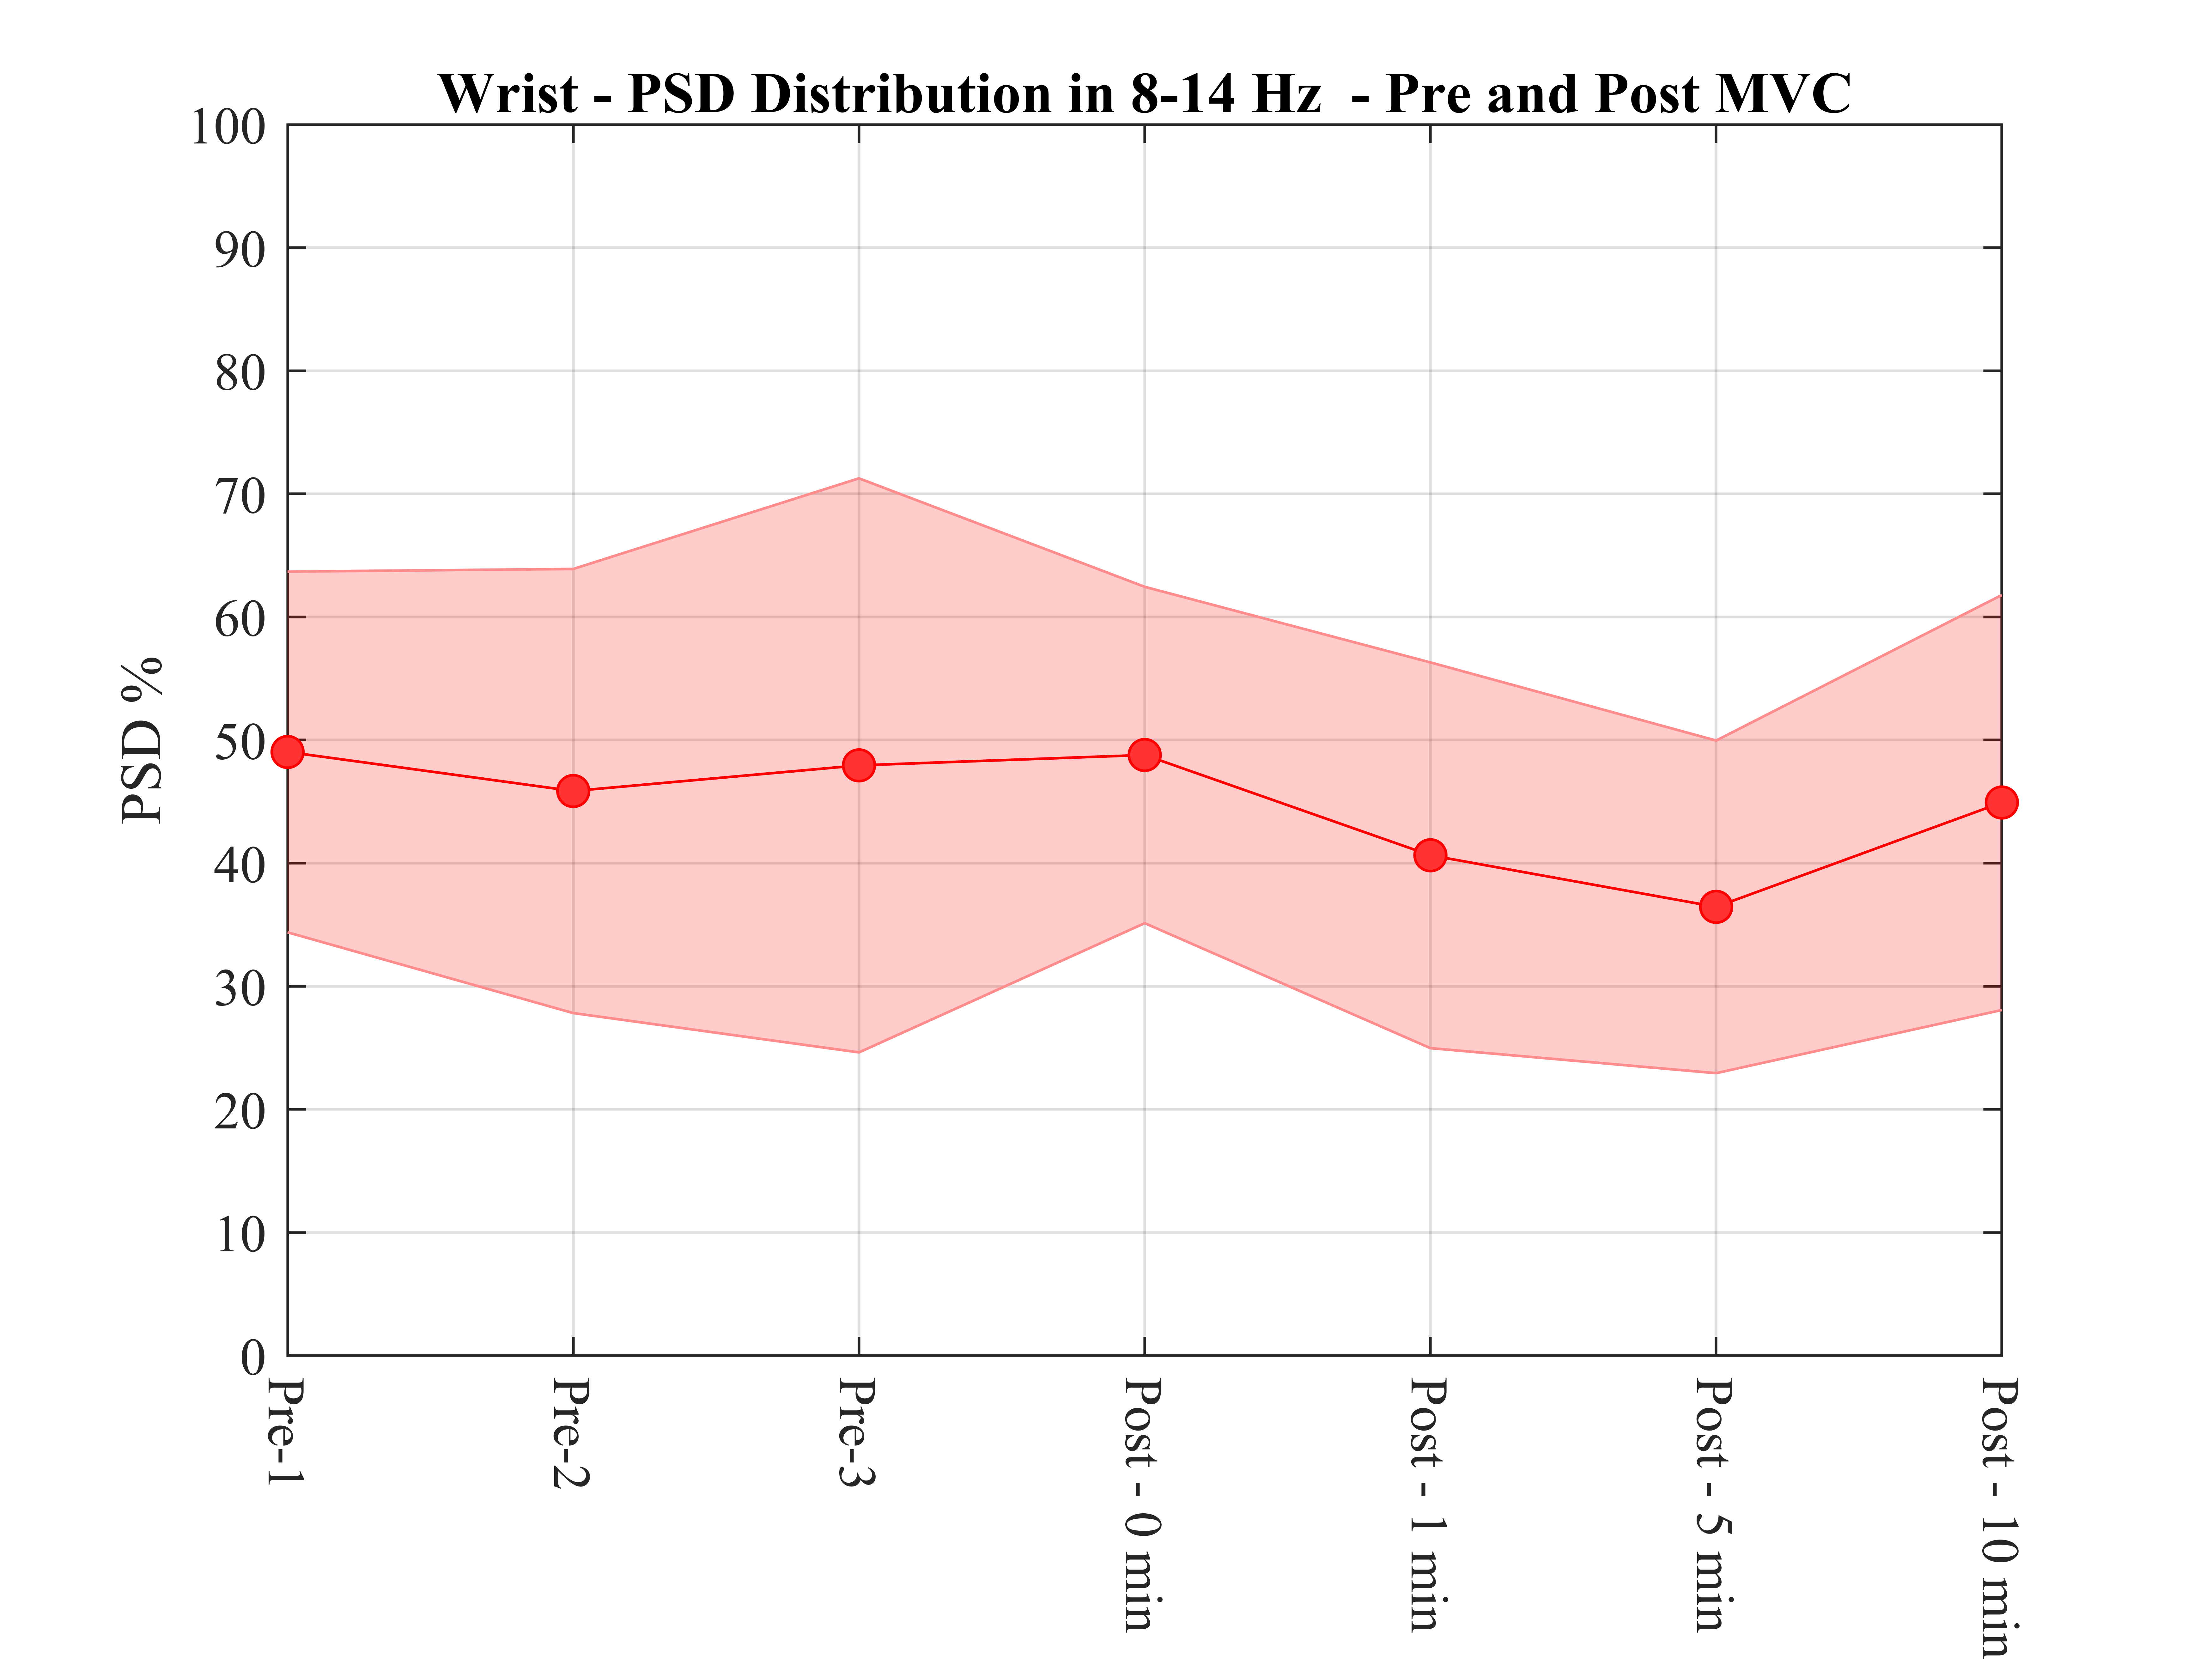 Wrist - PSD Distribution in 8-14 Hz  - Pre and Post MVC
PSD %
100
90
80
70
60
50
40
30
20
10
0
Pre-1
Pre-2
Pre-3
Post - 0 min
Post - 1 min
Post - 5 min
Post - 10 min